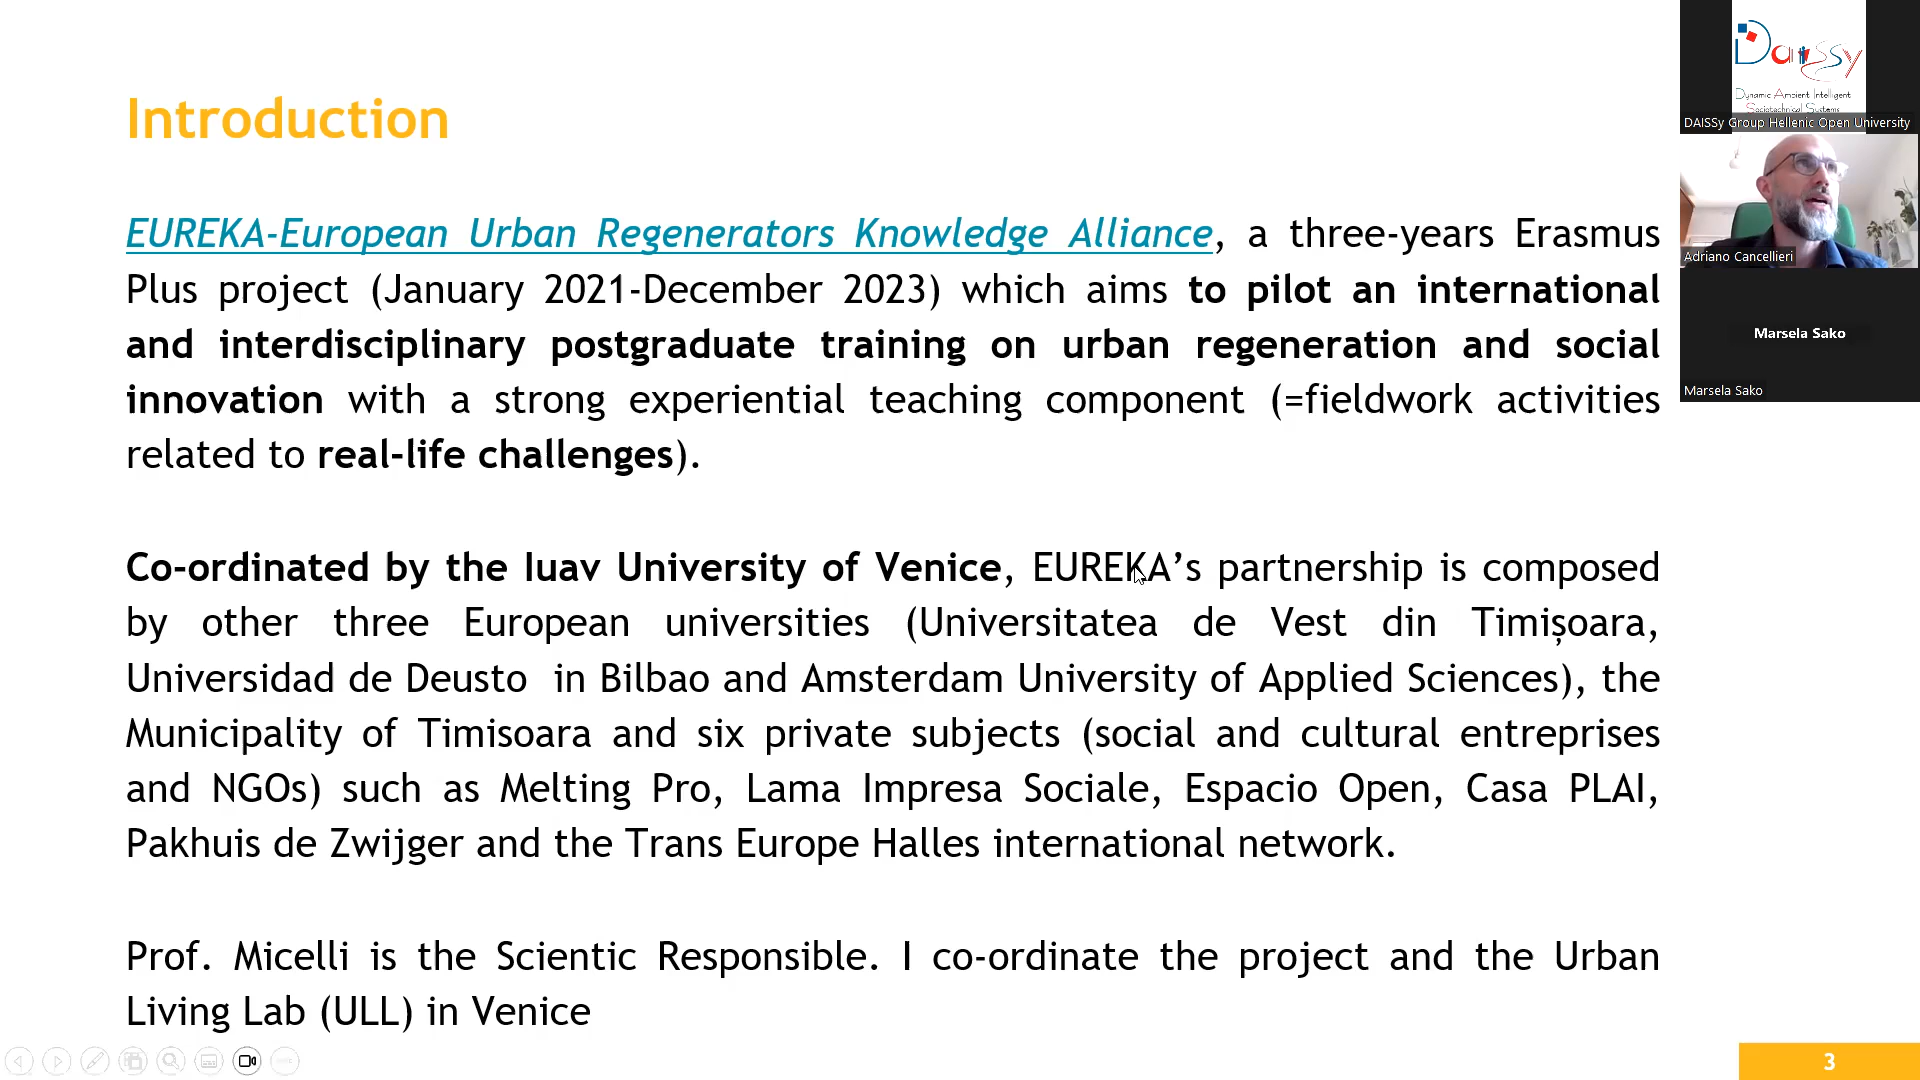 Introduction
EUREKA-European Urban Regenerators Knowledge Alliance, a three-years Erasmus
Plus project (January 2021-December 2023) which aims to pilot an international
and interdisciplinary postgraduate training on urban regeneration and social
innovation with a strong experiential teaching component (=fieldwork activities
related to real-life challenges).
Co-ordinated by the Iuav University of Venice, EUREKA’s partnership is composed
by other three European universities (Universitatea de Vest din Timișoara,
Universidad de Deusto in Bilbao and Amsterdam University of Applied Sciences), the
Municipality of Timisoara and six private subjects (social and cultural entreprises
and NGOs) such as Melting Pro, Lama Impresa Sociale, Espacio Open, Casa PLAI,
Pakhuis de Zwijger and the Trans Europe Halles international network.
Prof. Micelli is the Scientic Responsible. I co-ordinate the project and the Urban
Living Lab (ULL) in Venice
3
Daissy
Dynamic Ambient Intelligent
Sociotechnical Systems
DAISSy Group Hellenic Open University
Adriano Cancellieri
Marsela Sako
Marsela Sako